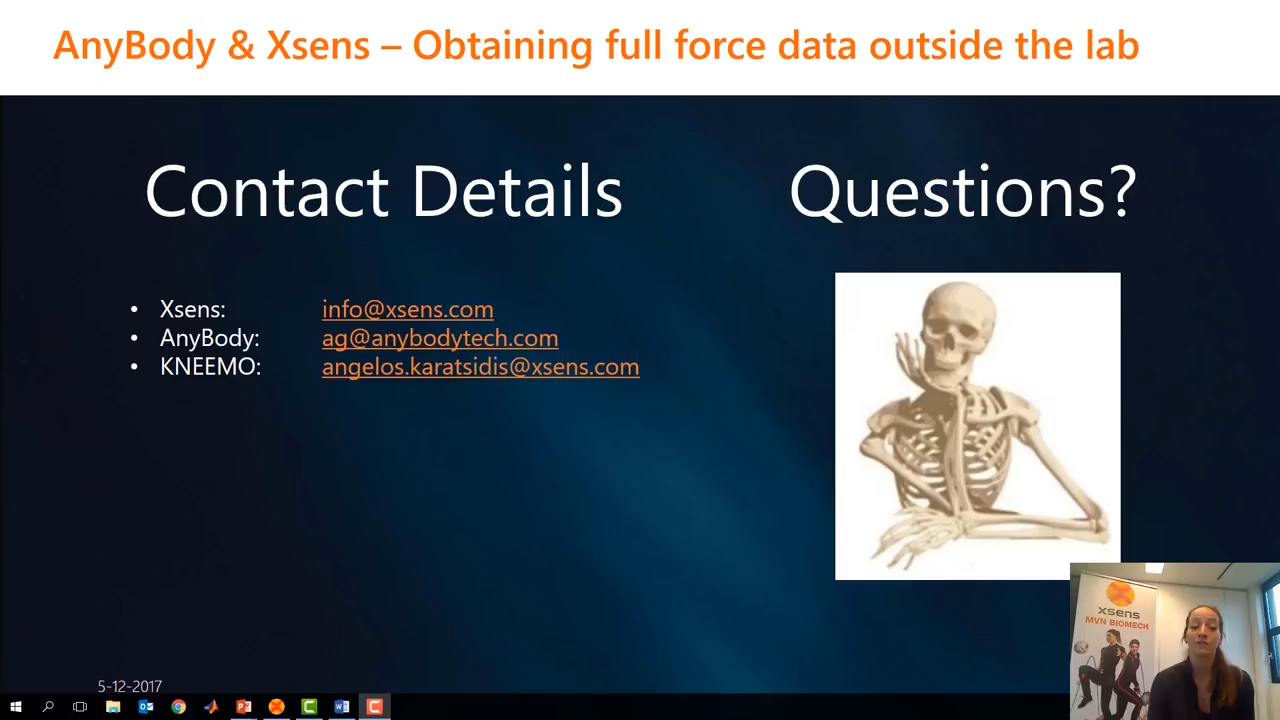 AnyBody & Xsens – Obtaining full force data outside the lab
Contact Details
Questions?
• Xsens: info@xsens.com
• AnyBody: ag@anybodytech.com
• KNEEMO: angelos.karatsidis@xsens.com
xsens
MVN BIOMECH
5-12-2017